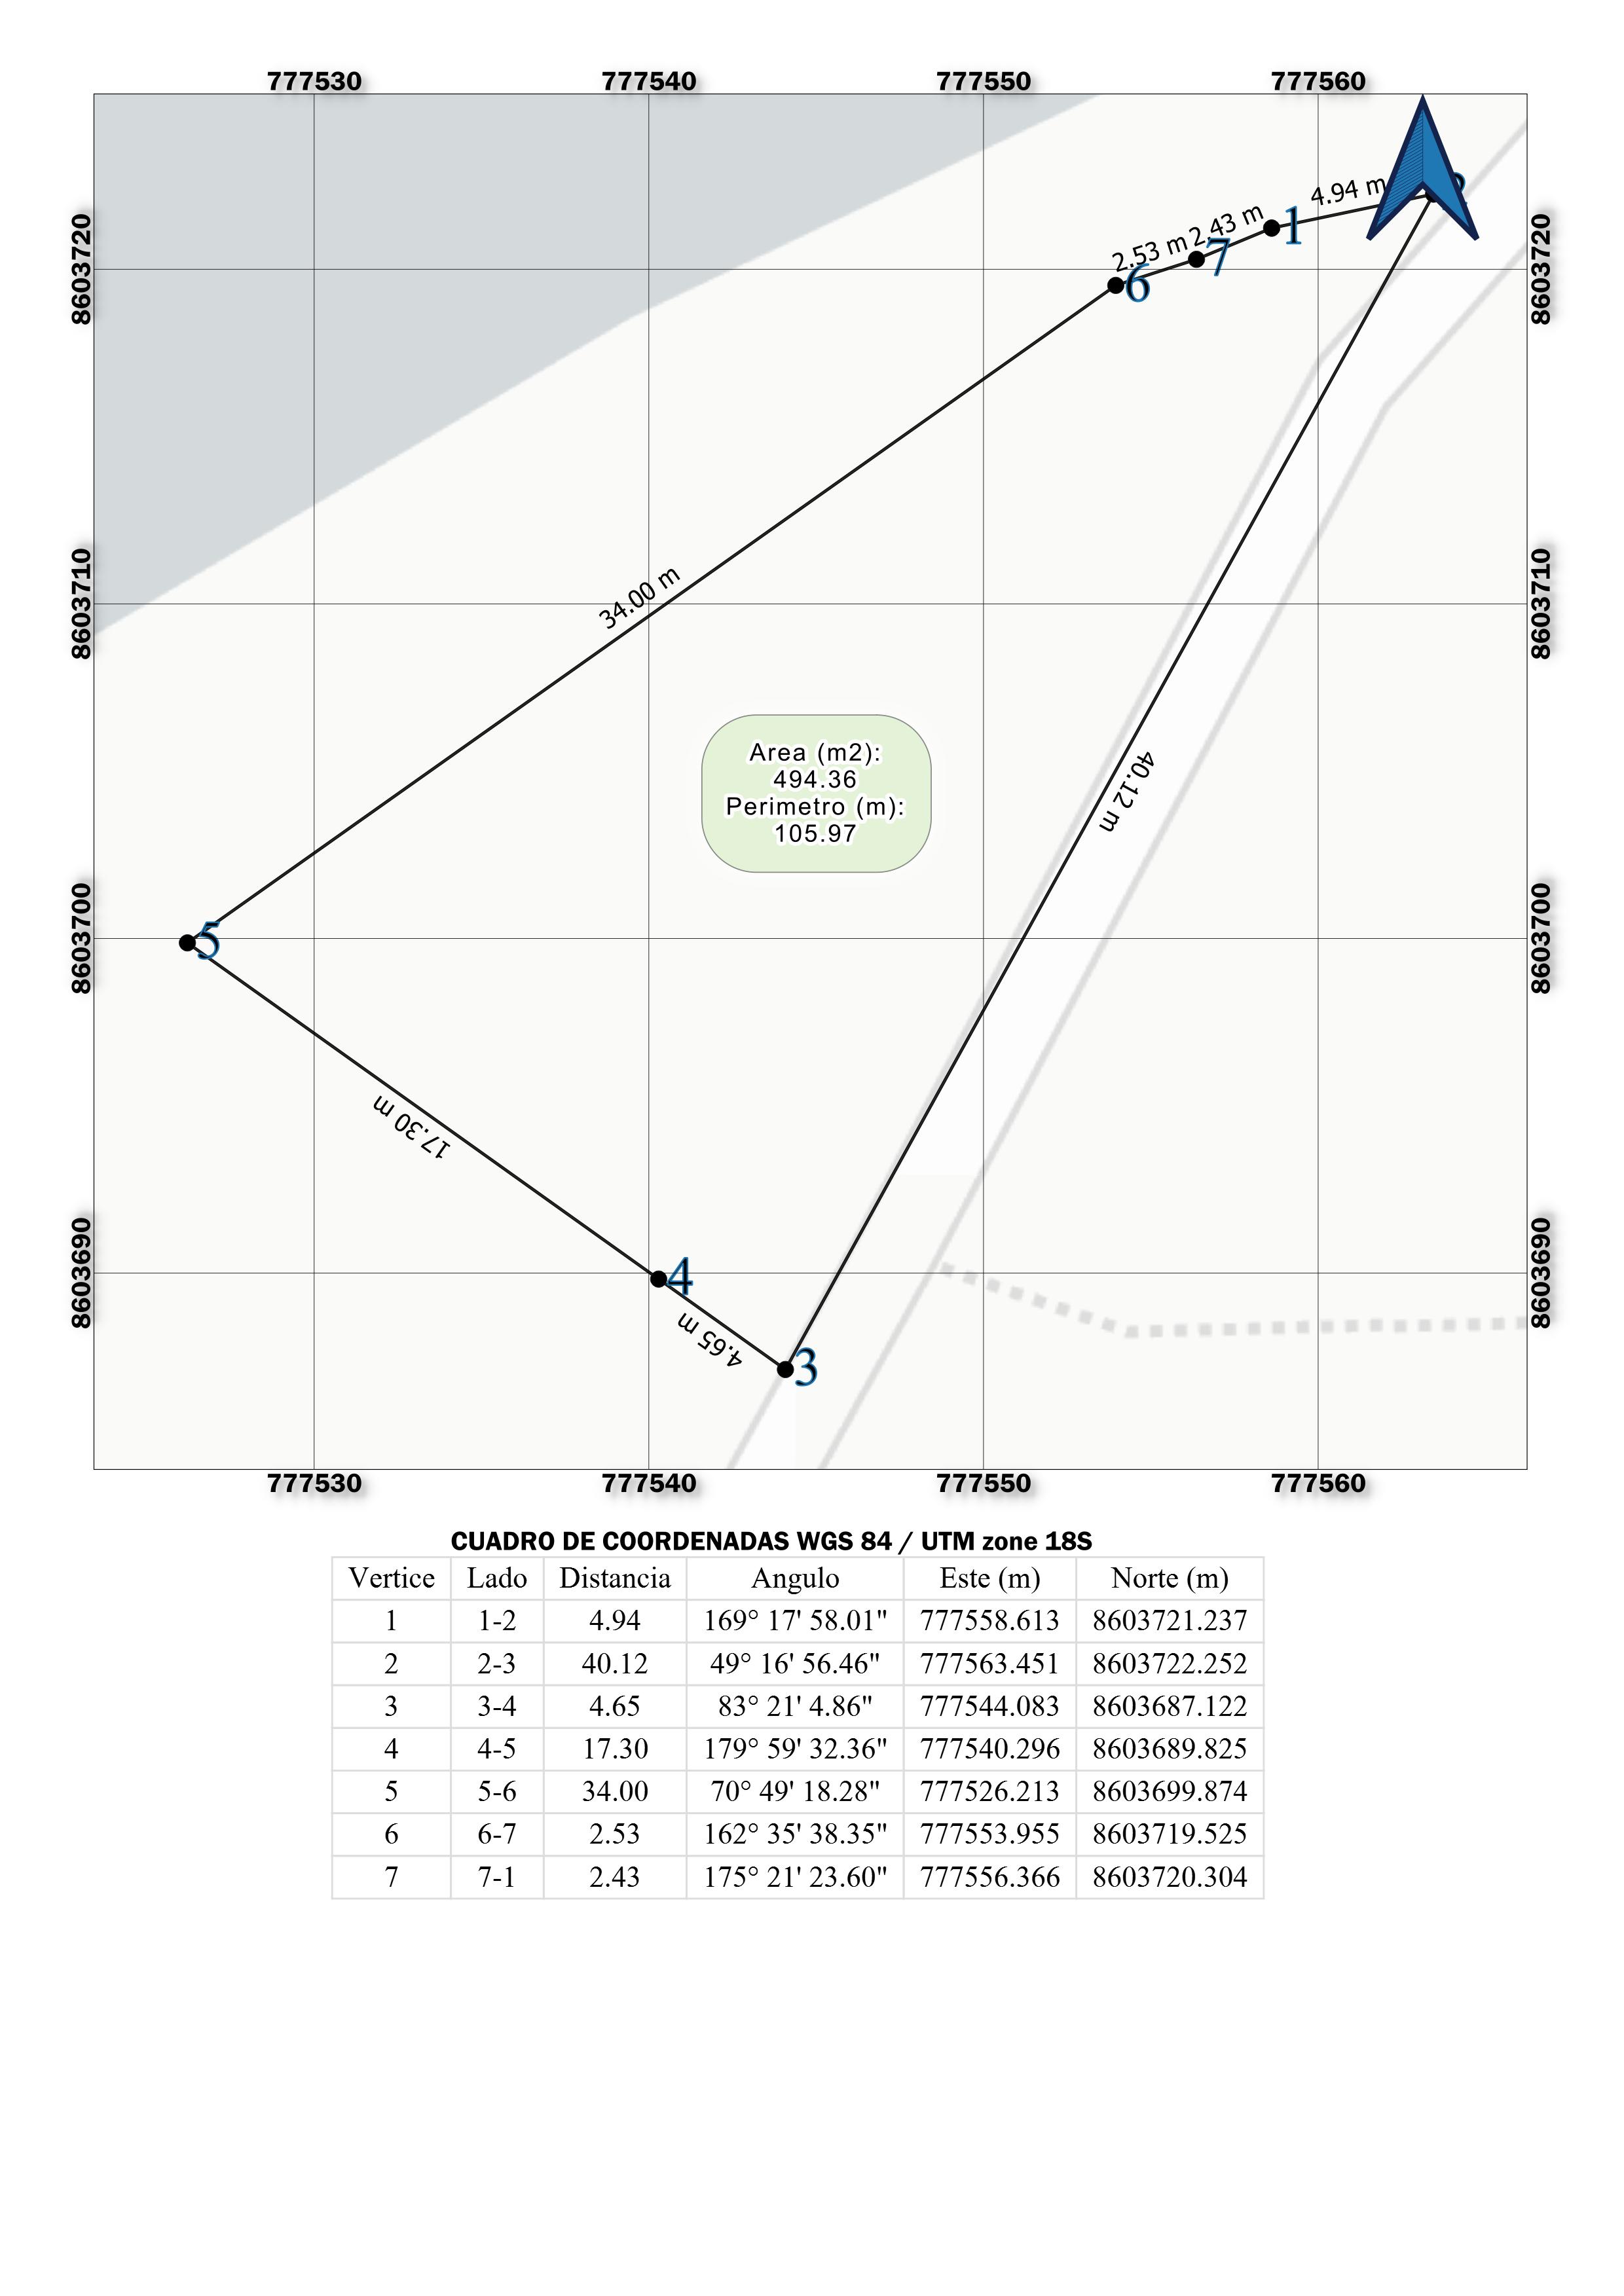 777530 777540 777550 777560
8603720 8603720
8603710 8603710
8603700 8603700
8603690 8603690
4.94 m
2
1
2.43 m
2.53 m
7
6
34.00 m
Area (m2):
494.36
Perimetro (m):
105.97
40.12 m
5
17.30 m
4
4.65 m
3
777530 777540 777550 777560
CUADRO DE COORDENADAS WGS 84 / UTM zone 18S
Vertice Lado Distancia Angulo Este (m) Norte (m)
1 1-2 4.94 169° 17' 58.01" 777558.613 8603721.237
2 2-3 40.12 49° 16' 56.46" 777563.451 8603722.252
3 3-4 4.65 83° 21' 4.86" 777544.083 8603687.122
4 4-5 17.30 179° 59' 32.36" 777540.296 8603689.825
5 5-6 34.00 70° 49' 18.28" 777526.213 8603699.874
6 6-7 2.53 162° 35' 38.35" 777553.955 8603719.525
7 7-1 2.43 175° 21' 23.60" 777556.366 8603720.304